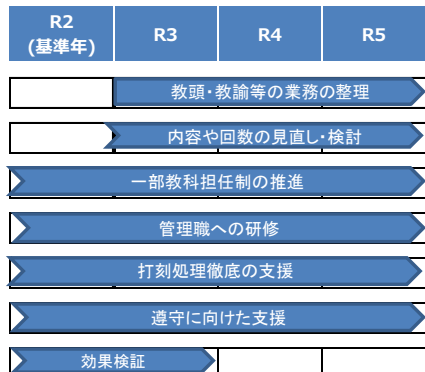 R2
(基準年)
R3
R4
R5
教頭・教諭等の業務の整理
内容や回数の見直し・検討
一部教科担任制の推進
管理職への研修
打刻処理徹底の支援
遵守に向けた支援
効果検証